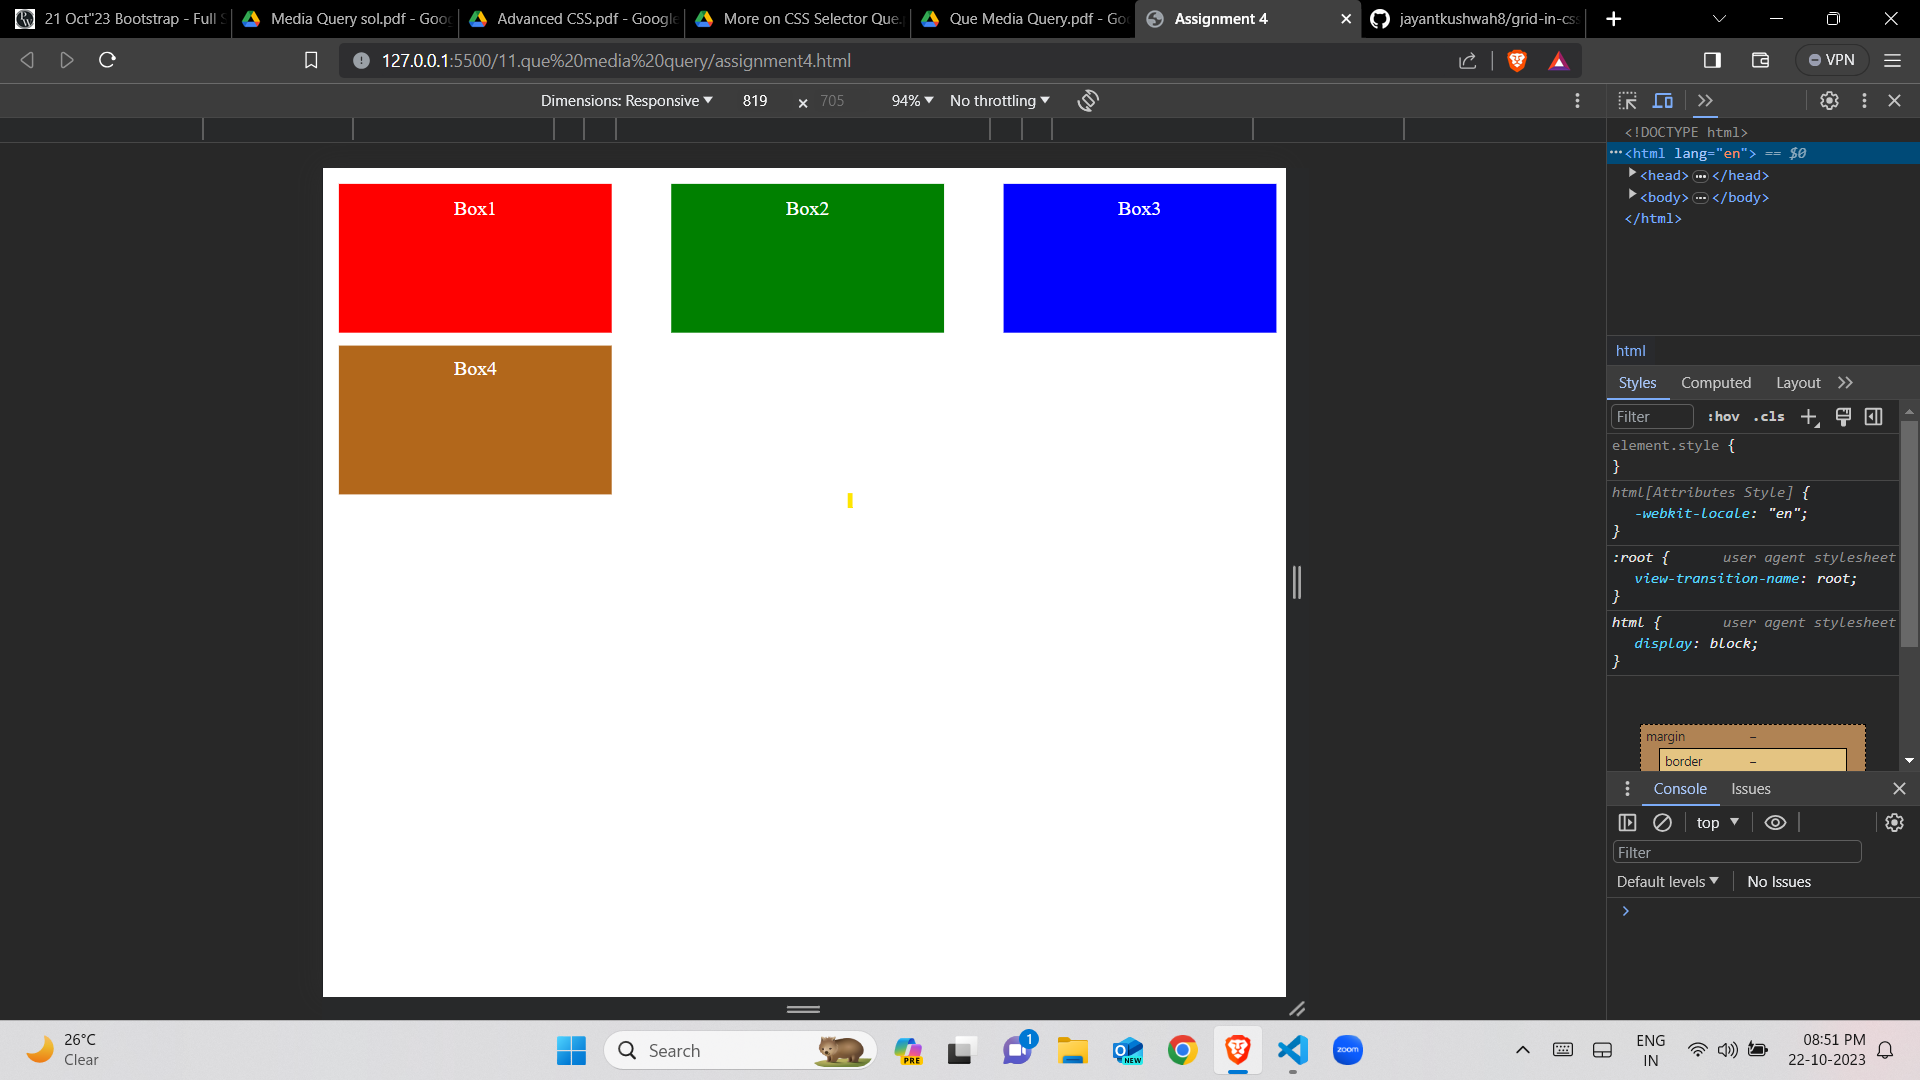 21 Oct"23 Bootstrap - Full S
Media Query sol.pdf - Goo
Advanced CSS.pdf - Google
More on CSS Selector Que.
Que Media Query.pdf - Go
Assignment 4
jayantkushwah8/grid-in-css
127.0.0.1:5500/11.que%20media%20query/assignment4.html
VPN
Dimensions: Responsive
819 × 705
94%
No throttling
Box1
Box2
Box3
Box4
<!DOCTYPE html>
<html lang="en"> == $0
<head> … </head>
<body> … </body>
</html>
html
Styles Computed Layout
Filter :hov .cls
element.style {
}
html[Attributes Style] {
-webkit-locale: "en";
}
:root { user agent stylesheet
view-transition-name: root;
}
html { user agent stylesheet
display: block;
}
margin –
border –
Console Issues
top
Filter
Default levels No Issues
26°C
Clear
Search
PRE
1
NEW
zoom
ENG
IN
08:51 PM
22-10-2023